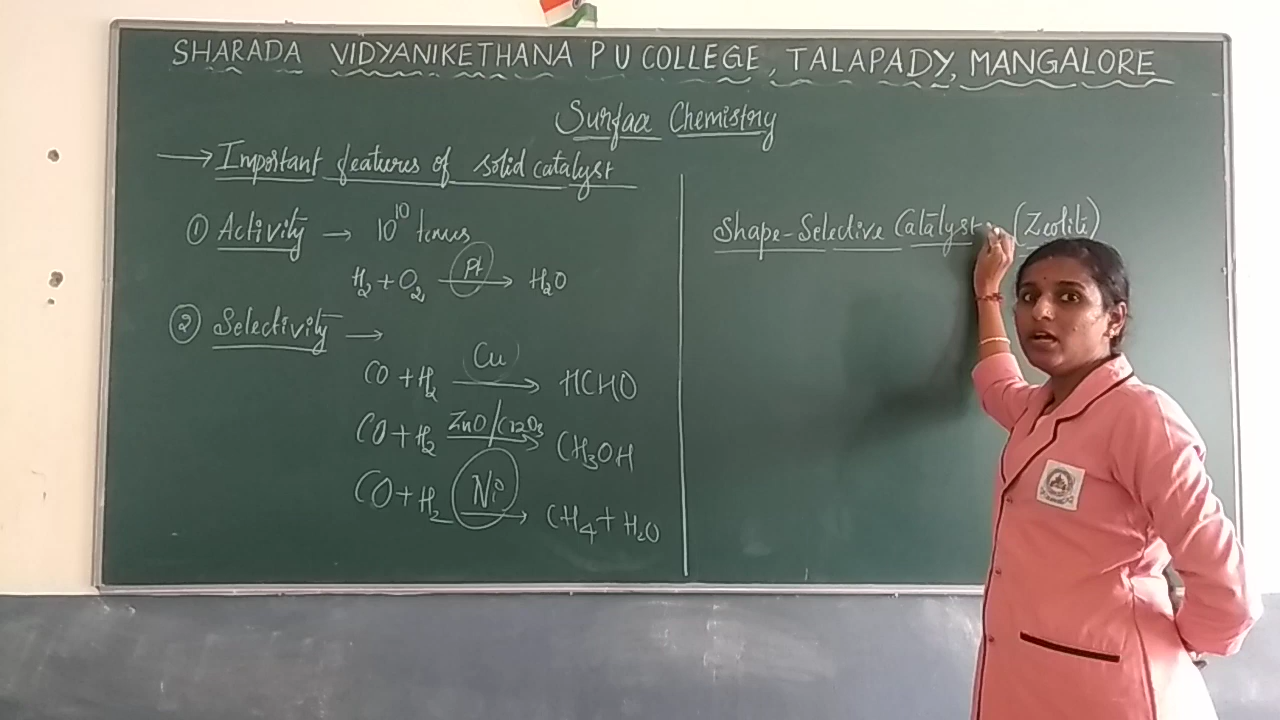 SHARADA VIDYANIKETHANA P U COLLEGE, TALAPADY, MANGALORE
Surface Chemistry
→ Important features of solid catalyst
① Activity → 10¹⁰ times
H₂ + O₂ Pt → H₂O
② Selectivity →
CO + H₂ Cu → HCHO
CO + H₂ ZnO/Cr2O3 → CH₃OH
CO + H₂ Ni → CH₄ + H₂O
Shape-Selective Catalyst (Zeolite)